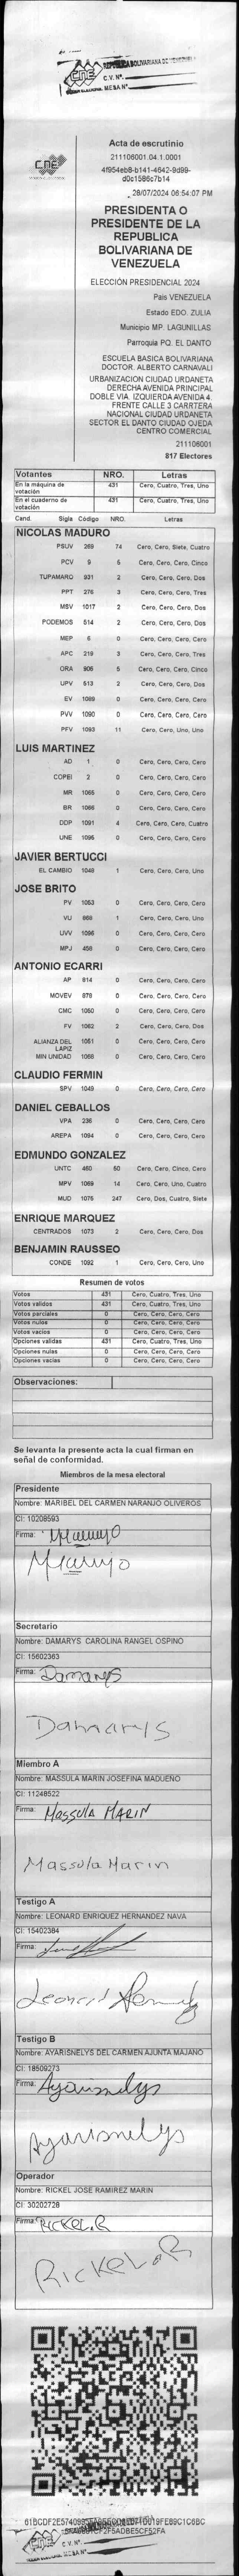 CNE
REPÚBLICA BOLIVARIANA DE VENEZUELA
C.V. Nº.
MESA Nº.
CNE
Acta de escrutinio
211106001.04.1.0001
4f954eb8-b141-4642-9d99-
d0c1586c7b14
28/07/2024 06:54:07 PM
PRESIDENTA O
PRESIDENTE DE LA
REPUBLICA
BOLIVARIANA DE
VENEZUELA
ELECCIÓN PRESIDENCIAL 2024
Pais VENEZUELA
Estado EDO. ZULIA
Municipio MP. LAGUNILLAS
Parroquia PQ. EL DANTO
ESCUELA BASICA BOLIVARIANA
DOCTOR. ALBERTO CARNAVALI
URBANIZACION CIUDAD URDANETA
DERECHA AVENIDA PRINCIPAL
DOBLE VIA. IZQUIERDA AVENIDA 4.
FRENTE CALLE 3 CARRTERA
NACIONAL CIUDAD URDANETA
SECTOR EL DANTO CIUDAD OJEDA
CENTRO COMERCIAL
211106001
817 Electores
Votantes NRO. Letras
En la máquina de votación 431 Cero, Cuatro, Tres, Uno
En el cuaderno de votación 431 Cero, Cuatro, Tres, Uno
Cand. Sigla Código NRO. Letras
NICOLAS MADURO
PSUV 269 74 Cero, Cero, Siete, Cuatro
PCV 9 5 Cero, Cero, Cero, Cinco
TUPAMARO 931 2 Cero, Cero, Cero, Dos
PPT 276 3 Cero, Cero, Cero, Tres
MSV 1017 2 Cero, Cero, Cero, Dos
PODEMOS 514 2 Cero, Cero, Cero, Dos
MEP 6 0 Cero, Cero, Cero, Cero
APC 219 3 Cero, Cero, Cero, Tres
ORA 906 5 Cero, Cero, Cero, Cinco
UPV 513 2 Cero, Cero, Cero, Dos
EV 1089 0 Cero, Cero, Cero, Cero
PVV 1090 0 Cero, Cero, Cero, Cero
PFV 1093 11 Cero, Cero, Uno, Uno
LUIS MARTINEZ
AD 1 0 Cero, Cero, Cero, Cero
COPEI 2 0 Cero, Cero, Cero, Cero
MR 1065 0 Cero, Cero, Cero, Cero
BR 1066 0 Cero, Cero, Cero, Cero
DDP 1091 4 Cero, Cero, Cero, Cuatro
UNE 1095 0 Cero, Cero, Cero, Cero
JAVIER BERTUCCI
EL CAMBIO 1048 1 Cero, Cero, Cero, Uno
JOSE BRITO
PV 1053 0 Cero, Cero, Cero, Cero
VU 668 1 Cero, Cero, Cero, Uno
UVV 1096 0 Cero, Cero, Cero, Cero
MPJ 458 0 Cero, Cero, Cero, Cero
ANTONIO ECARRI
AP 814 0 Cero, Cero, Cero, Cero
MOVEV 878 0 Cero, Cero, Cero, Cero
CMC 1050 0 Cero, Cero, Cero, Cero
FV 1062 2 Cero, Cero, Cero, Dos
ALIANZA DEL LAPIZ 1051 0 Cero, Cero, Cero, Cero
MIN UNIDAD 1058 0 Cero, Cero, Cero, Cero
CLAUDIO FERMIN
SPV 1049 0 Cero, Cero, Cero, Cero
DANIEL CEBALLOS
VPA 236 0 Cero, Cero, Cero, Cero
AREPA 1094 0 Cero, Cero, Cero, Cero
EDMUNDO GONZALEZ
UNTC 460 50 Cero, Cero, Cinco, Cero
MPV 1069 14 Cero, Cero, Uno, Cuatro
MUD 1075 247 Cero, Dos, Cuatro, Siete
ENRIQUE MARQUEZ
CENTRADOS 1073 2 Cero, Cero, Cero, Dos
BENJAMIN RAUSSEO
CONDE 1092 1 Cero, Cero, Cero, Uno
Resumen de votos
Votos 431 Cero, Cuatro, Tres, Uno
Votos validos 431 Cero, Cuatro, Tres, Uno
Votos parciales 0 Cero, Cero, Cero, Cero
Votos nulos 0 Cero, Cero, Cero, Cero
Votos vacios 0 Cero, Cero, Cero, Cero
Opciones validas 431 Cero, Cuatro, Tres, Uno
Opciones nulas 0 Cero, Cero, Cero, Cero
Opciones vacias 0 Cero, Cero, Cero, Cero
Observaciones:
Se levanta la presente acta la cual firman en
señal de conformidad.
Miembros de la mesa electoral
Presidente
Nombre: MARIBEL DEL CARMEN NARANJO OLIVEROS
CI: 10208593
Firma:
Secretario
Nombre: DAMARYS CAROLINA RANGEL OSPINO
CI: 15602363
Firma: Damarys
Damarys
Miembro A
Nombre: MASSULA MARIN JOSEFINA MADUEÑO
CI: 11248522
Firma: Massula MARIN
Massula Marin
Testigo A
Nombre: LEONARD ENRIQUEZ HERNANDEZ NAVA
CI: 15402384
Firma:
Testigo B
Nombre: AYARISNELYS DEL CARMEN AJUNTA MAJANO
CI: 18509273
Firma: Ayarisnelys
Ayarisnelys
Operador
Nombre: RICKEL JOSE RAMIREZ MARIN
CI: 30202728
Firma: RICKEL.R
RICKEL.R
CNE
C.V. Nº.
MESA Nº.